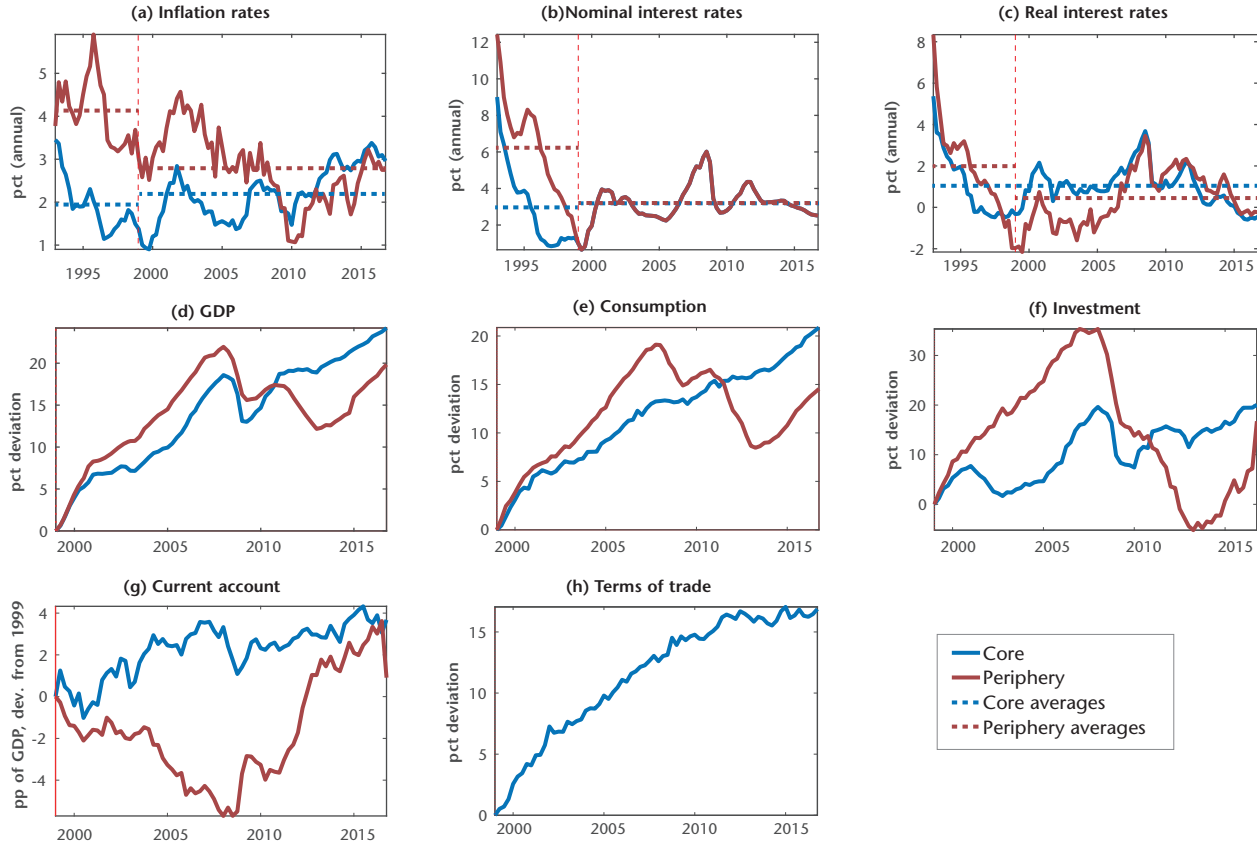 (a) Inflation rates
pct (annual)
5
4
3
2
1
1995 2000 2005 2010 2015
(b)Nominal interest rates
pct (annual)
12
10
8
6
4
2
1995 2000 2005 2010 2015
(c) Real interest rates
pct (annual)
8
6
4
2
0
-2
1995 2000 2005 2010 2015
(d) GDP
pct deviation
20
15
10
5
0
2000 2005 2010 2015
(e) Consumption
pct deviation
20
15
10
5
0
2000 2005 2010 2015
(f) Investment
pct deviation
30
20
10
0
2000 2005 2010 2015
(g) Current account
pp of GDP, dev. from 1999
4
2
0
-2
-4
2000 2005 2010 2015
(h) Terms of trade
pct deviation
15
10
5
0
2000 2005 2010 2015
Core
Periphery
Core averages
Periphery averages